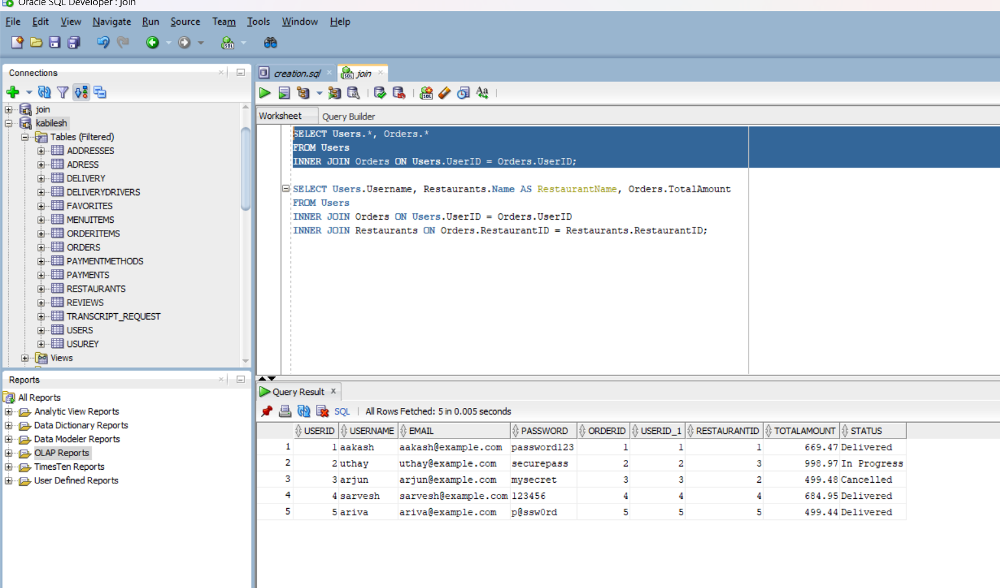 Oracle SQL Developer : join
File Edit View Navigate Run Source Team Tools Window Help
Connections
join
kabilesh
Tables (Filtered)
ADDRESSES
ADRESS
DELIVERY
DELIVERYDRIVERS
FAVORITES
MENUITEMS
ORDERITEMS
ORDERS
PAYMENTMETHODS
PAYMENTS
RESTAURANTS
REVIEWS
TRANSCRIPT_REQUEST
USERS
USUREY
Views
Reports
All Reports
Analytic View Reports
Data Dictionary Reports
Data Modeler Reports
OLAP Reports
TimesTen Reports
User Defined Reports
creation.sql join
Worksheet Query Builder
SELECT Users.*, Orders.*
FROM Users
INNER JOIN Orders ON Users.UserID = Orders.UserID;
SELECT Users.Username, Restaurants.Name AS RestaurantName, Orders.TotalAmount
FROM Users
INNER JOIN Orders ON Users.UserID = Orders.UserID
INNER JOIN Restaurants ON Orders.RestaurantID = Restaurants.RestaurantID;
Query Result x
SQL | All Rows Fetched: 5 in 0.005 seconds
USERID USERNAME EMAIL PASSWORD ORDERID USERID_1 RESTAURANTID TOTALAMOUNT STATUS
1 1 aakash aakash@example.com password123 1 1 1 669.47 Delivered
2 2 uthay uthay@example.com securepass 2 2 3 998.97 In Progress
3 3 arjun arjun@example.com mysecret 3 3 2 499.48 Cancelled
4 4 sarvesh sarvesh@example.com 123456 4 4 4 684.95 Delivered
5 5 ariva ariva@example.com p@ssw0rd 5 5 5 499.44 Delivered